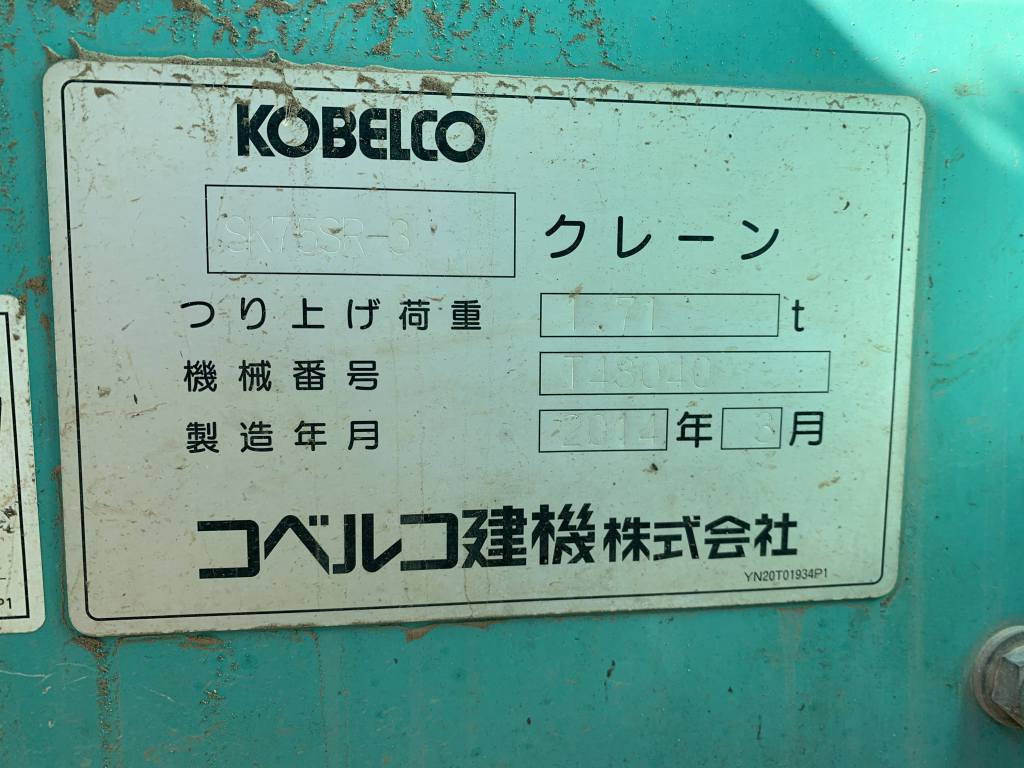 KOBELCO
SK75SR-3 クレーン
つり上げ荷重 1.71 t
機械番号 T43040
製造年月 2014 年 3 月
コベルコ建機株式会社
YN20T01934P1
P1